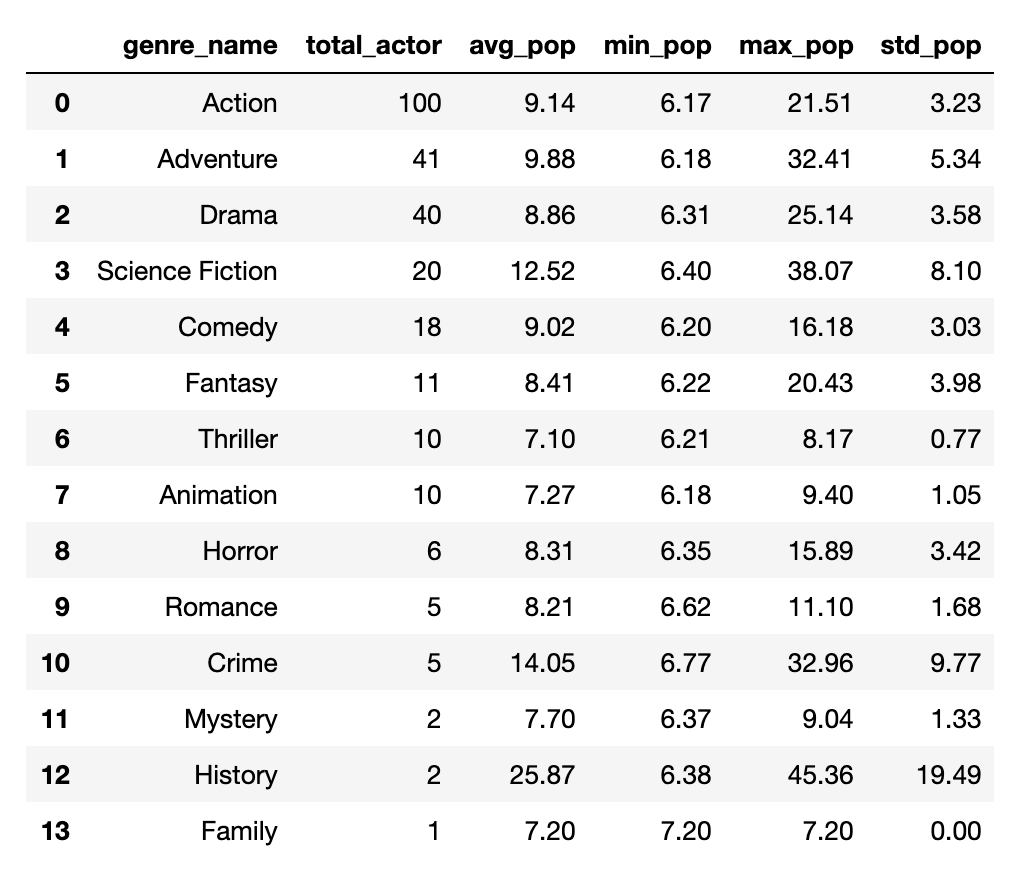 genre_name total_actor avg_pop min_pop max_pop std_pop
0 Action 100 9.14 6.17 21.51 3.23
1 Adventure 41 9.88 6.18 32.41 5.34
2 Drama 40 8.86 6.31 25.14 3.58
3 Science Fiction 20 12.52 6.40 38.07 8.10
4 Comedy 18 9.02 6.20 16.18 3.03
5 Fantasy 11 8.41 6.22 20.43 3.98
6 Thriller 10 7.10 6.21 8.17 0.77
7 Animation 10 7.27 6.18 9.40 1.05
8 Horror 6 8.31 6.35 15.89 3.42
9 Romance 5 8.21 6.62 11.10 1.68
10 Crime 5 14.05 6.77 32.96 9.77
11 Mystery 2 7.70 6.37 9.04 1.33
12 History 2 25.87 6.38 45.36 19.49
13 Family 1 7.20 7.20 7.20 0.00